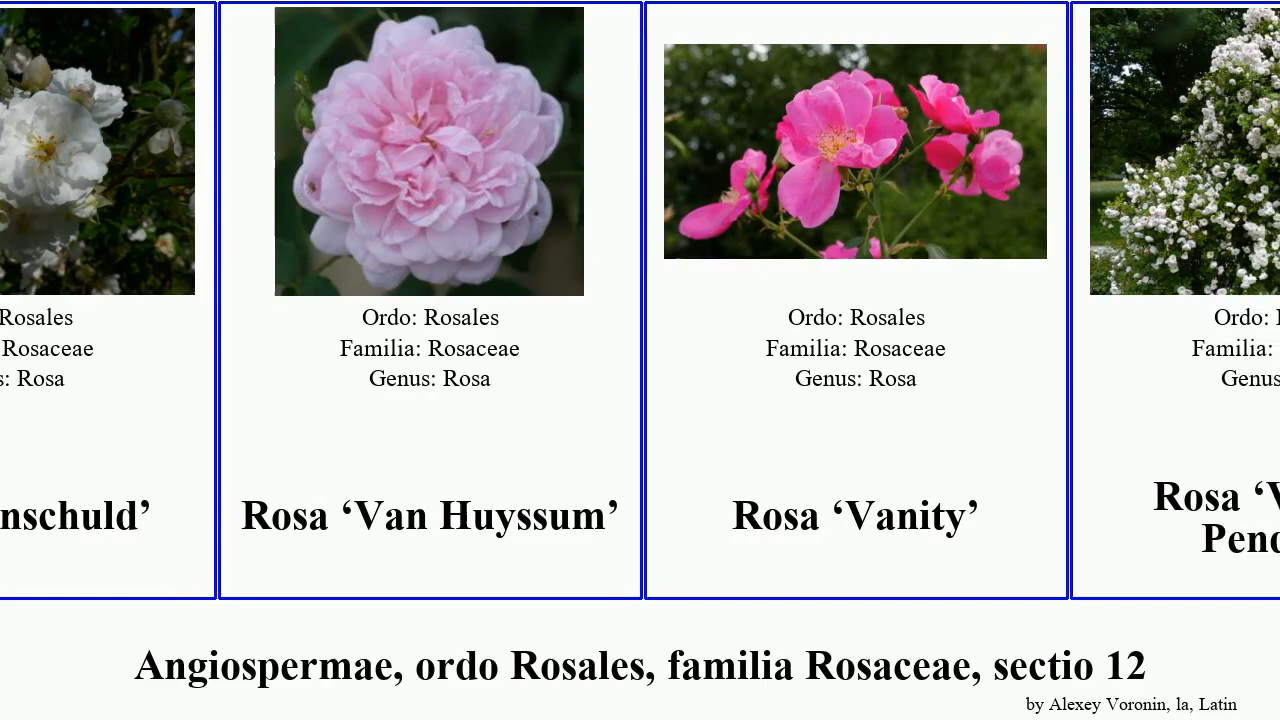 Rosales
Rosaceae
s: Rosa
nschuld’
Ordo: Rosales
Familia: Rosaceae
Genus: Rosa
Rosa ‘Van Huyssum’
Ordo: Rosales
Familia: Rosaceae
Genus: Rosa
Rosa ‘Vanity’
Ordo:
Familia:
Genus
Rosa ‘V
Pend
Angiospermae, ordo Rosales, familia Rosaceae, sectio 12
by Alexey Voronin, la, Latin